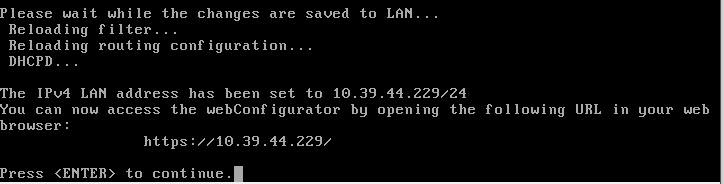 Please wait while the changes are saved to LAN...
Reloading filter...
Reloading routing configuration...
DHCPD...
The IPv4 LAN address has been set to 10.39.44.229/24
You can now access the webConfigurator by opening the following URL in your web
browser:
https://10.39.44.229/
Press <ENTER> to continue.